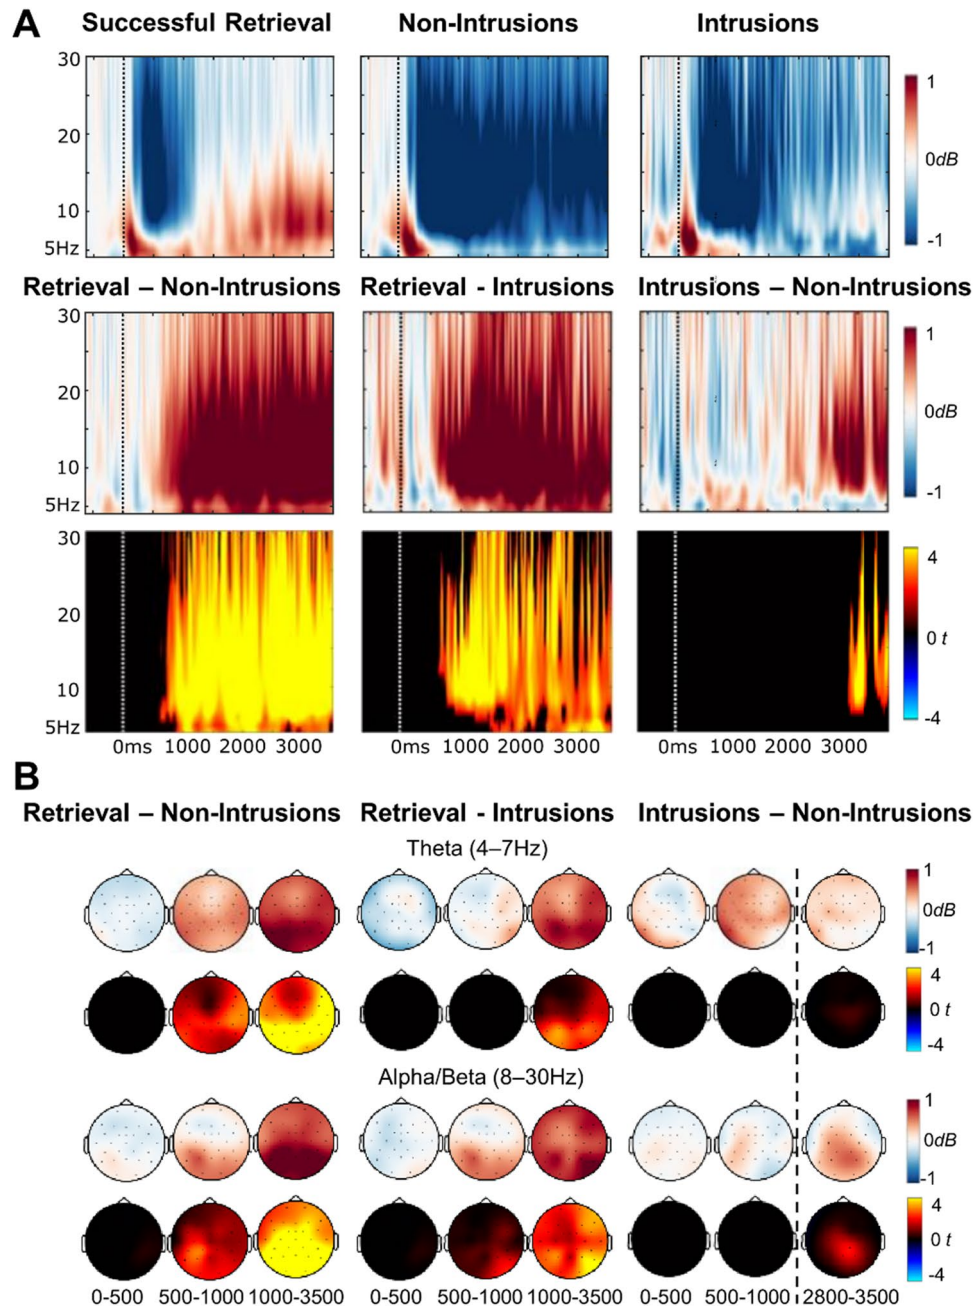 A
Successful Retrieval Non-Intrusions Intrusions
30 1
20
0dB
10
5Hz -1
Retrieval – Non-Intrusions Retrieval - Intrusions Intrusions – Non-Intrusions
30 1
20
0dB
10
5Hz -1
30 4
20
0 t
10
5Hz -4
0ms 1000 2000 3000 0ms 1000 2000 3000 0ms 1000 2000 3000
B
Retrieval – Non-Intrusions Retrieval - Intrusions Intrusions – Non-Intrusions
Theta (4–7Hz)
1
0dB
-1
4
0 t
-4
Alpha/Beta (8–30Hz)
1
0dB
-1
4
0 t
-4
0-500 500-1000 1000-3500 0-500 500-1000 1000-3500 0-500 500-1000 2800-3500